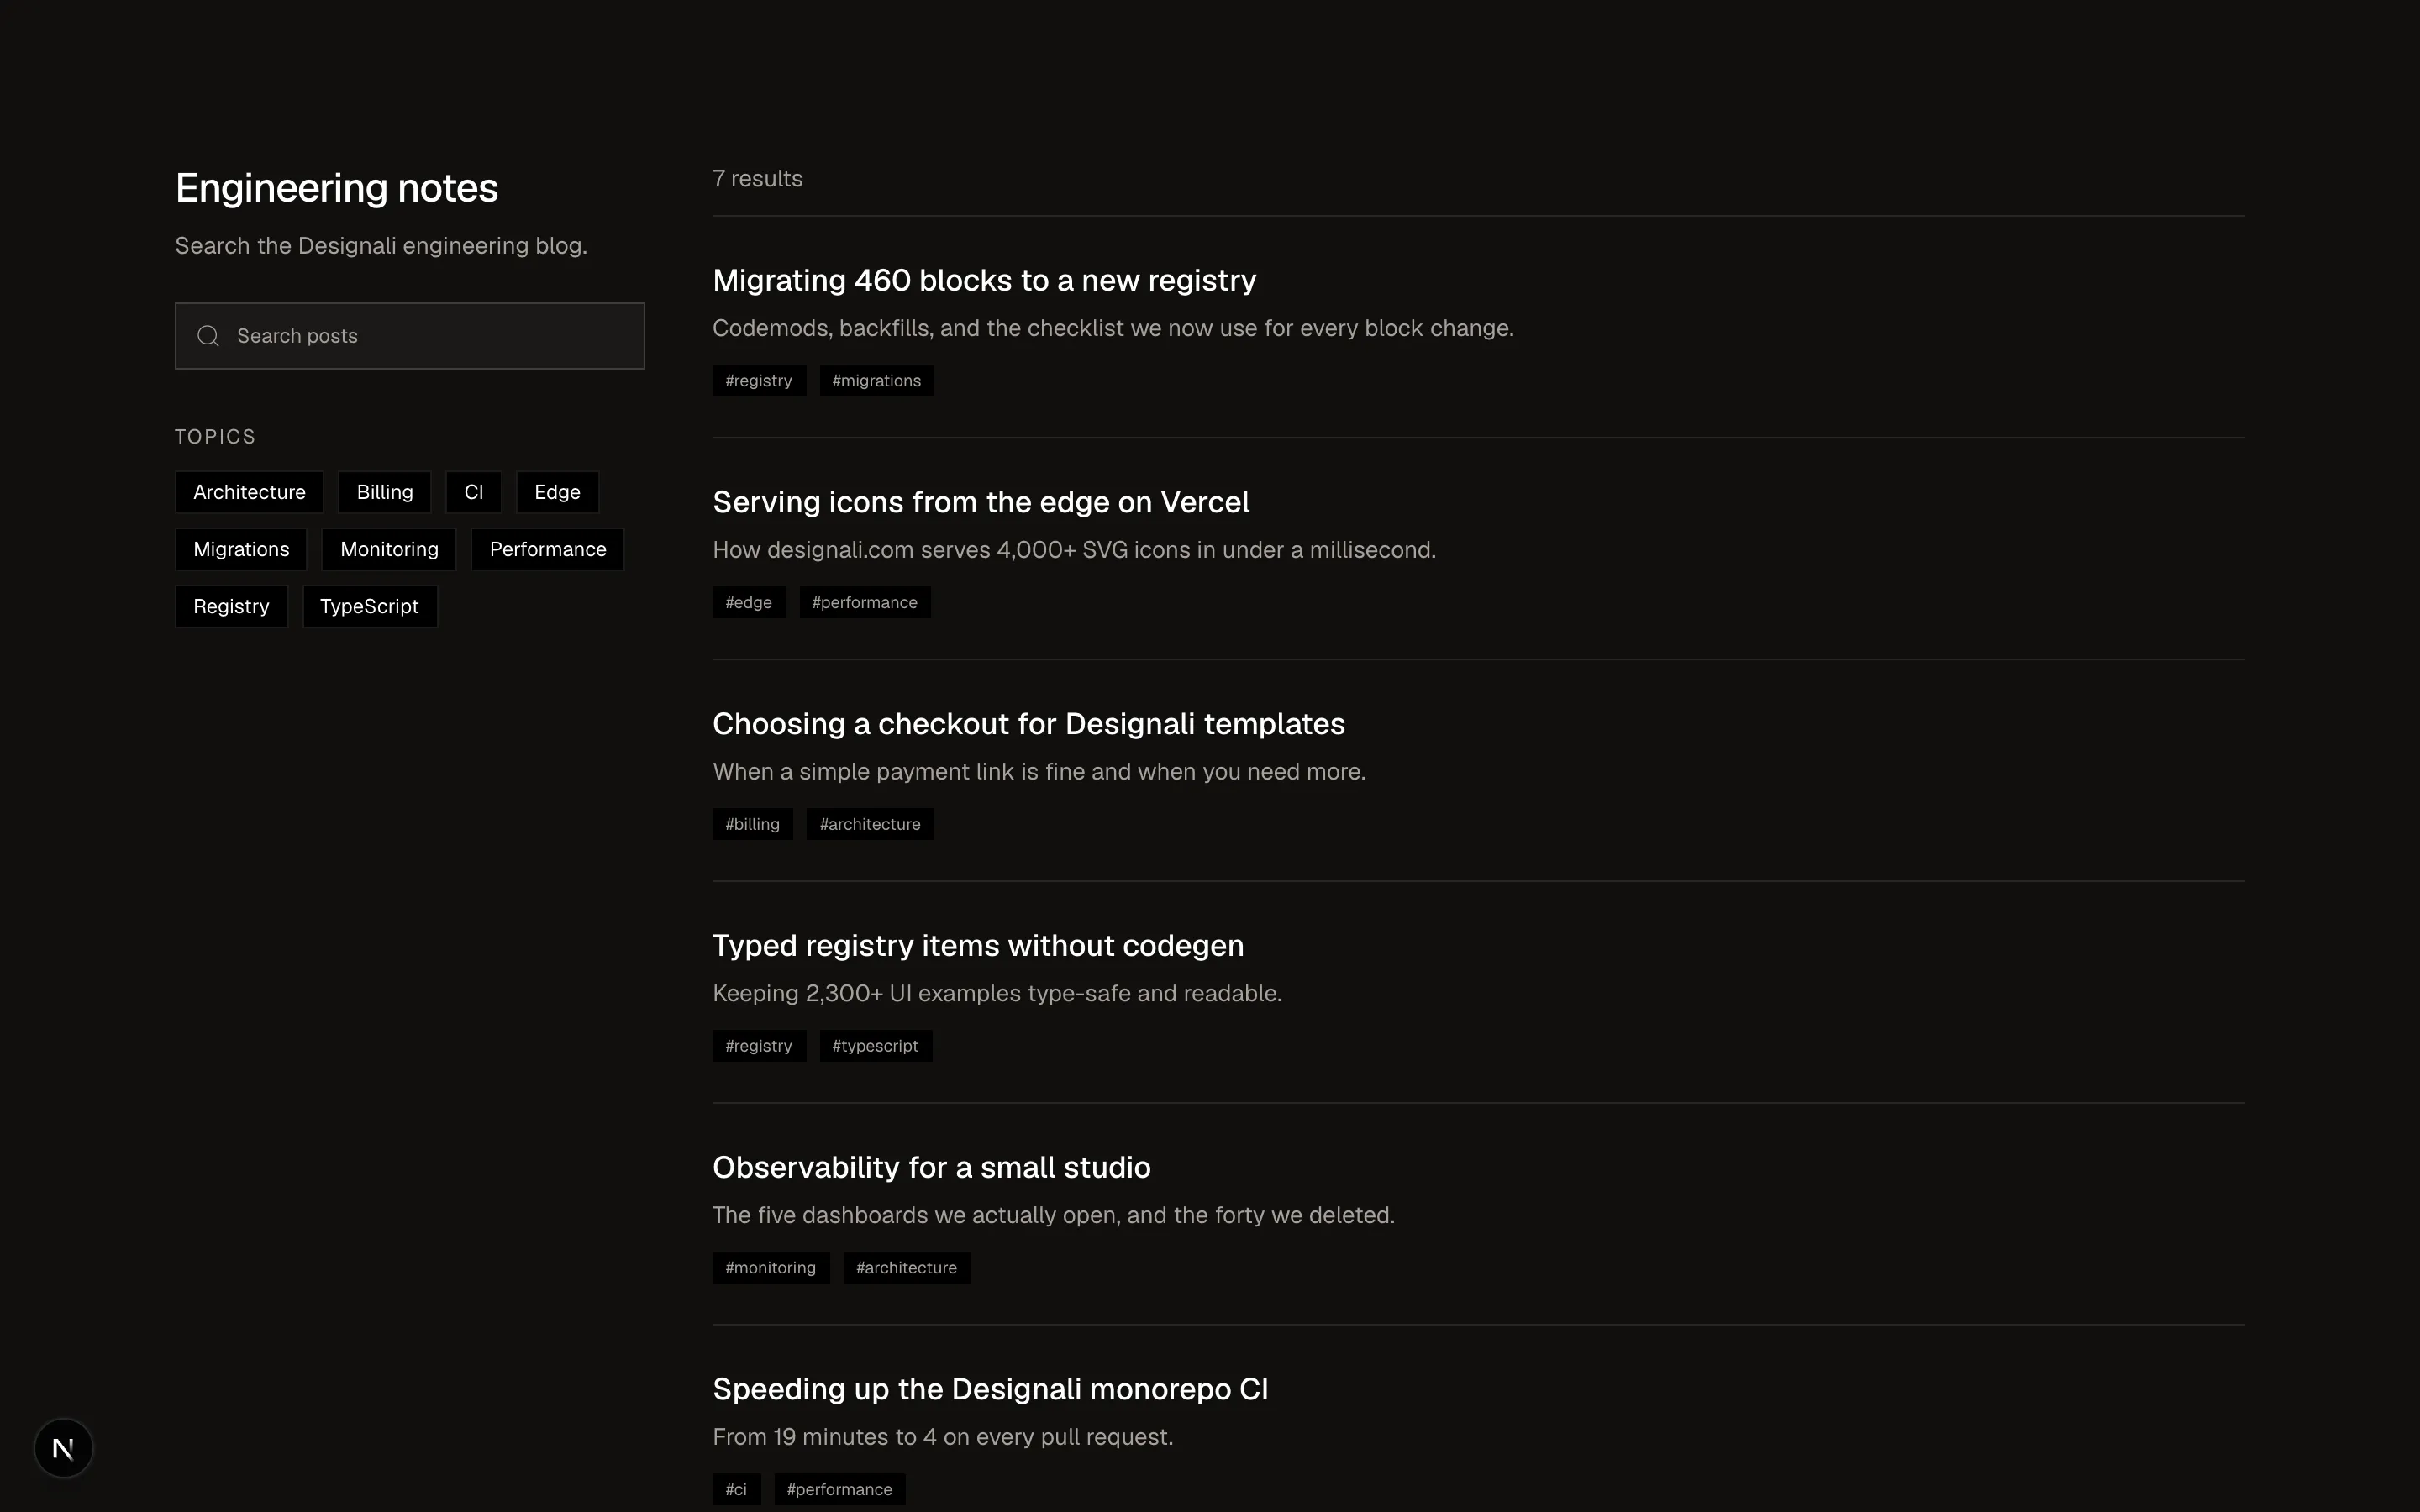 Engineering notes
Search the Designali engineering blog.
Search posts
TOPICS
Architecture Billing CI Edge
Migrations Monitoring Performance
Registry TypeScript
7 results
Migrating 460 blocks to a new registry
Codemods, backfills, and the checklist we now use for every block change.
#registry #migrations
Serving icons from the edge on Vercel
How designali.com serves 4,000+ SVG icons in under a millisecond.
#edge #performance
Choosing a checkout for Designali templates
When a simple payment link is fine and when you need more.
#billing #architecture
Typed registry items without codegen
Keeping 2,300+ UI examples type-safe and readable.
#registry #typescript
Observability for a small studio
The five dashboards we actually open, and the forty we deleted.
#monitoring #architecture
Speeding up the Designali monorepo CI
From 19 minutes to 4 on every pull request.
#ci #performance
N